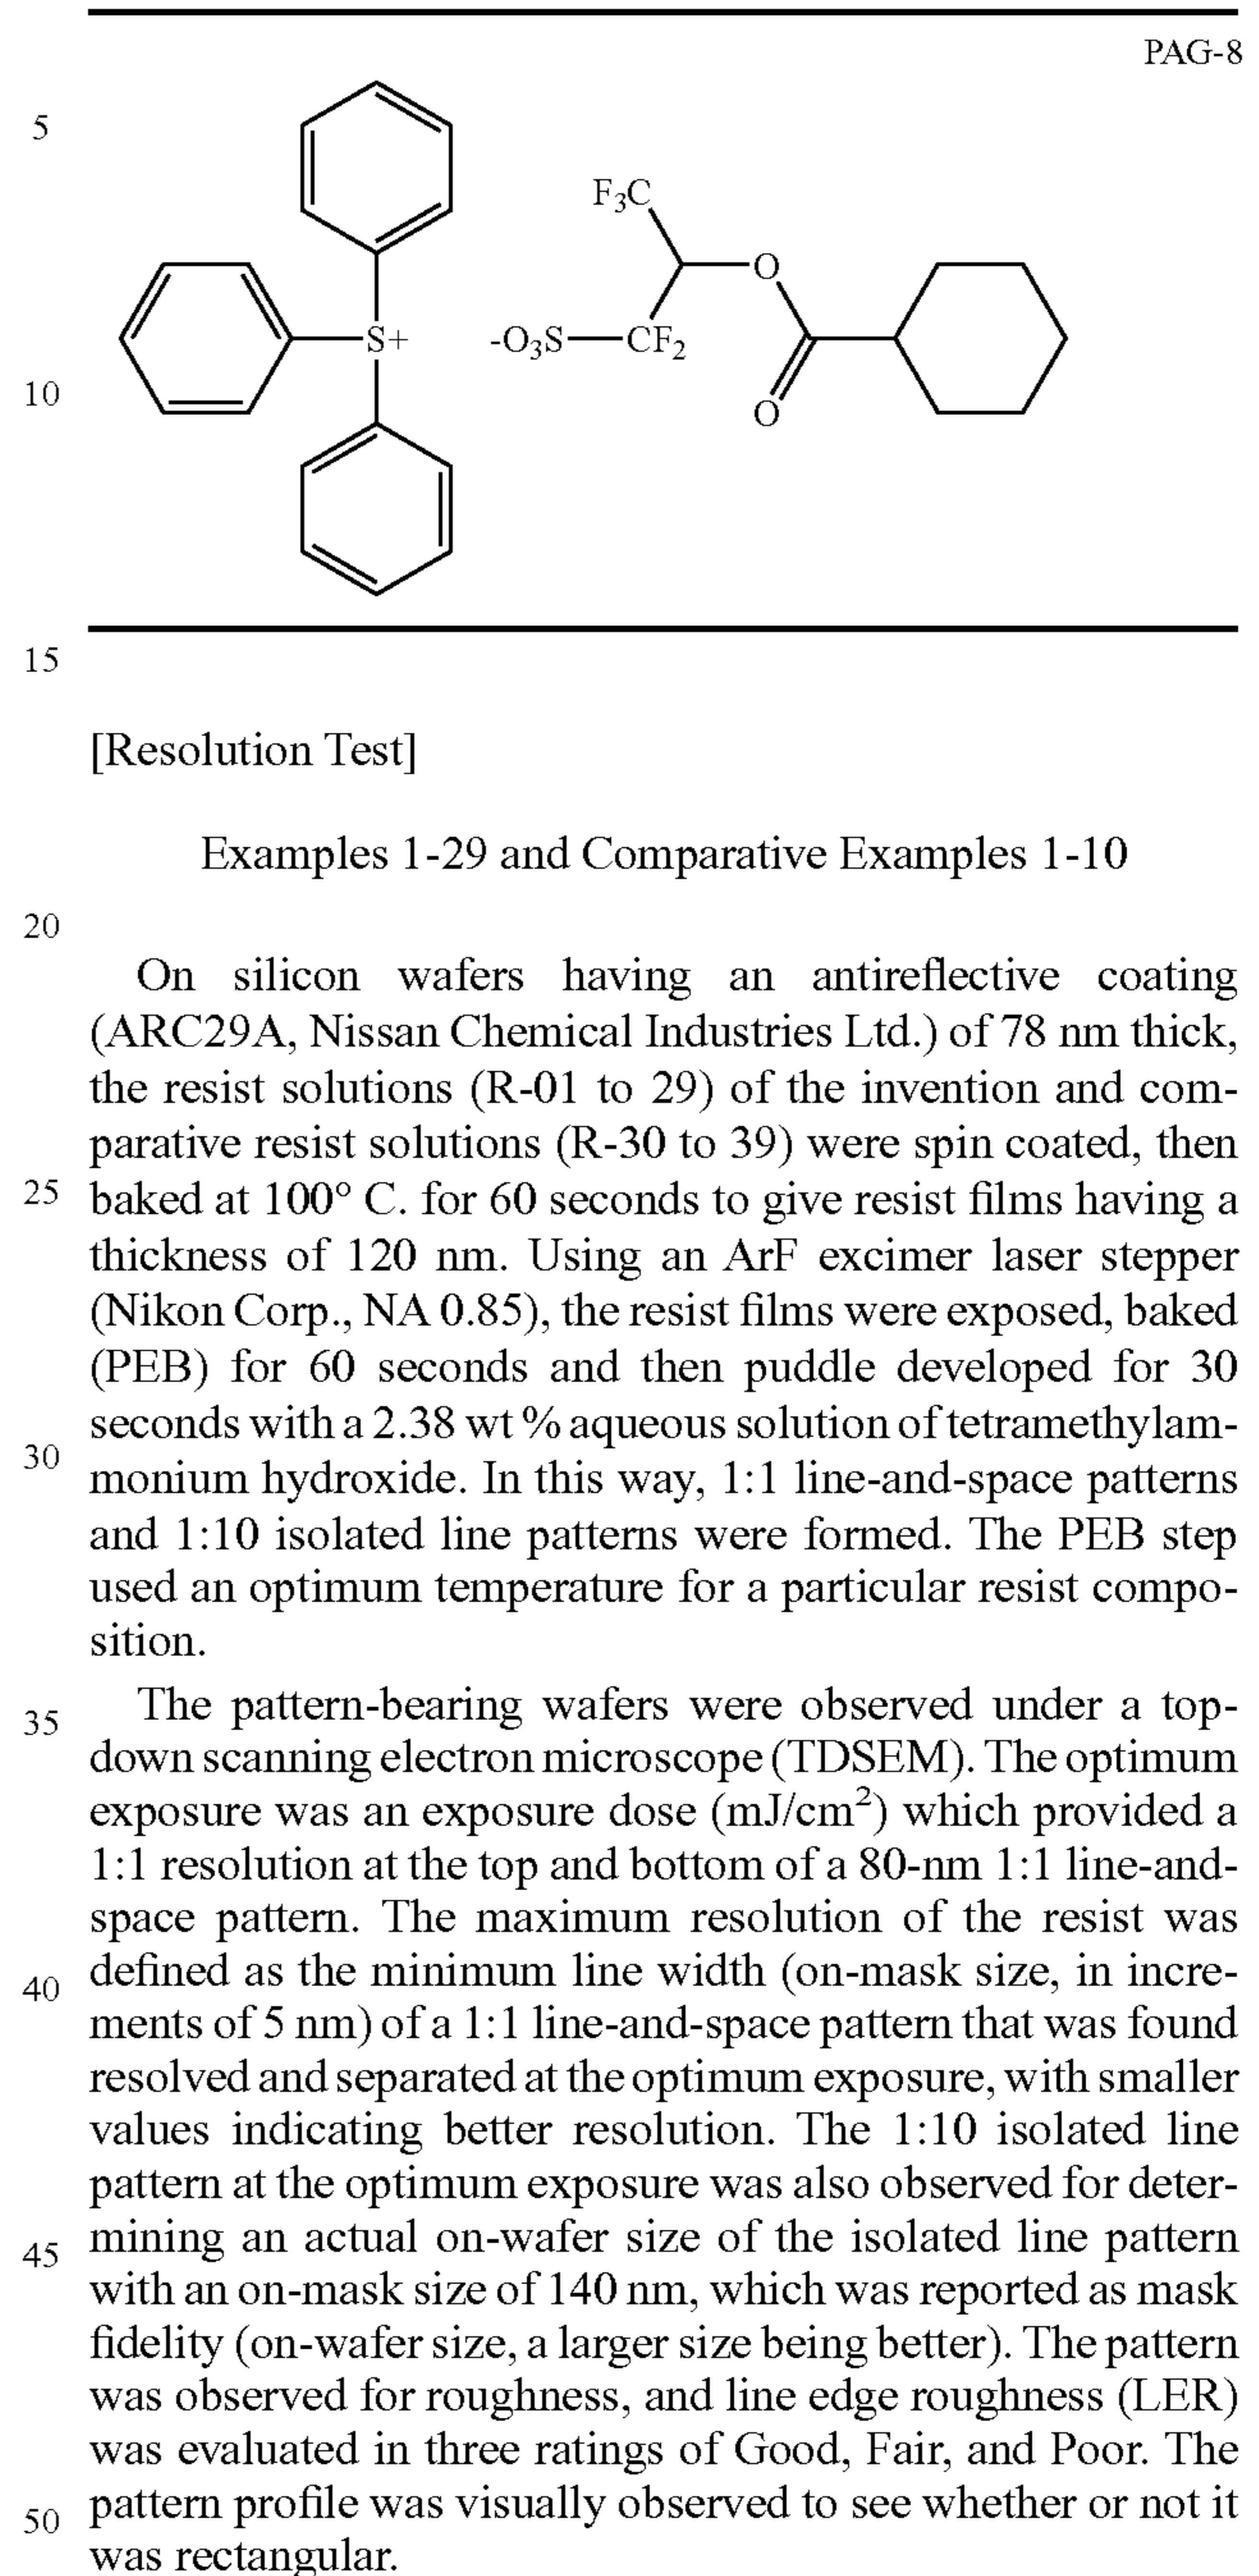 PAG-8
5
F3C
O
S+
-O3S
CF2
10
O
15
[Resolution Test]
Examples 1-29 and Comparative Examples 1-10
20
On silicon wafers having an antireflective coating
(ARC29A, Nissan Chemical Industries Ltd.) of 78 nm thick,
the resist solutions (R-01 to 29) of the invention and com-
parative resist solutions (R-30 to 39) were spin coated, then
25 baked at 100° C. for 60 seconds to give resist films having a
thickness of 120 nm. Using an ArF excimer laser stepper
(Nikon Corp., NA 0.85), the resist films were exposed, baked
(PEB) for 60 seconds and then puddle developed for 30
seconds with a 2.38 wt % aqueous solution of tetramethylam-
30 monium hydroxide. In this way, 1:1 line-and-space patterns
and 1:10 isolated line patterns were formed. The PEB step
used an optimum temperature for a particular resist compo-
sition.
35 The pattern-bearing wafers were observed under a top-
down scanning electron microscope (TDSEM). The optimum
exposure was an exposure dose (mJ/cm²) which provided a
1:1 resolution at the top and bottom of a 80-nm 1:1 line-and-
space pattern. The maximum resolution of the resist was
40 defined as the minimum line width (on-mask size, in incre-
ments of 5 nm) of a 1:1 line-and-space pattern that was found
resolved and separated at the optimum exposure, with smaller
values indicating better resolution. The 1:10 isolated line
pattern at the optimum exposure was also observed for deter-
45 mining an actual on-wafer size of the isolated line pattern
with an on-mask size of 140 nm, which was reported as mask
fidelity (on-wafer size, a larger size being better). The pattern
was observed for roughness, and line edge roughness (LER)
was evaluated in three ratings of Good, Fair, and Poor. The
50 pattern profile was visually observed to see whether or not it
was rectangular.